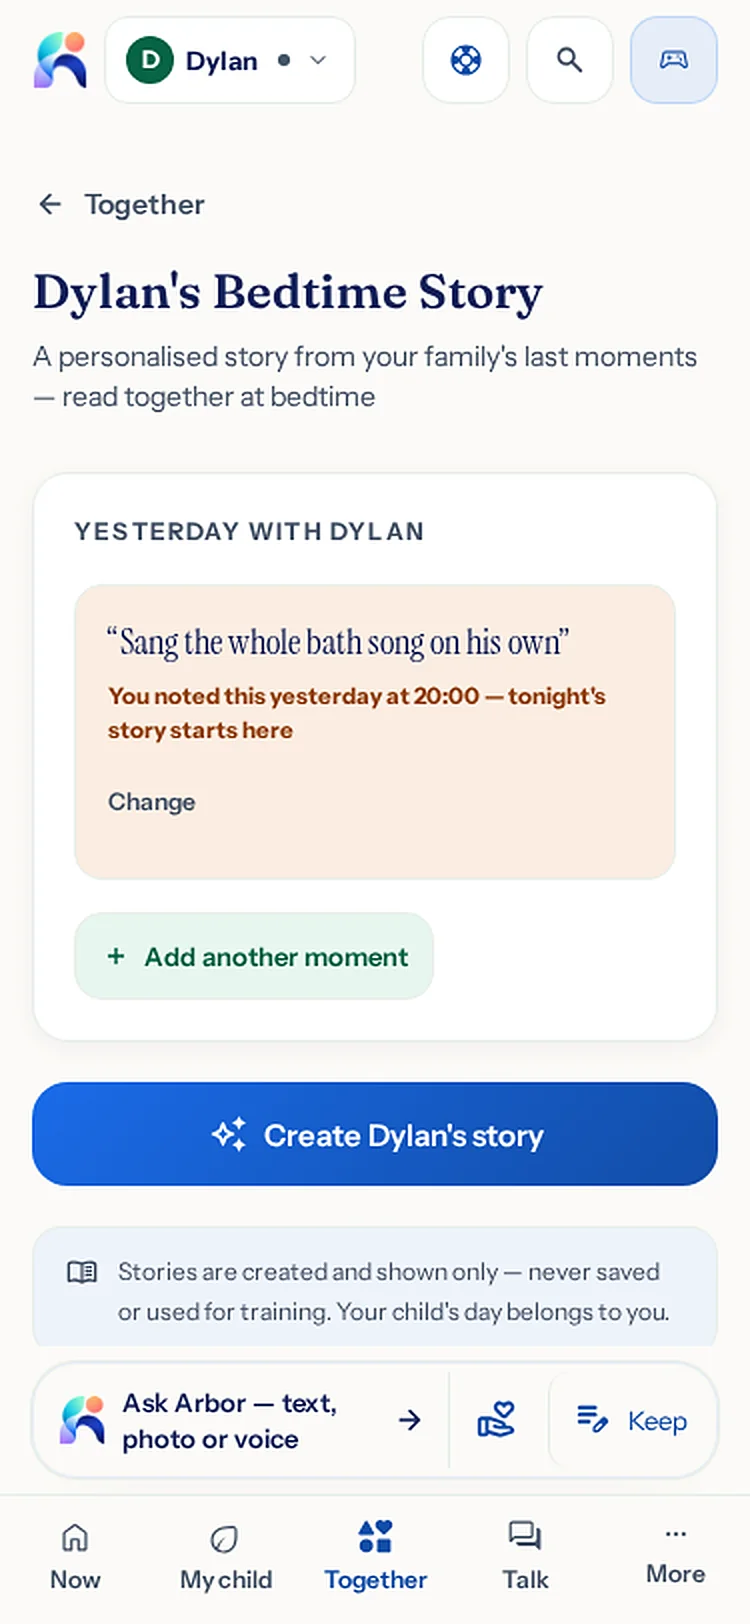 D Dylan
Together
Dylan's Bedtime Story
A personalised story from your family's last moments
— read together at bedtime
YESTERDAY WITH DYLAN
“Sang the whole bath song on his own”
You noted this yesterday at 20:00 — tonight's
story starts here
Change
+ Add another moment
Create Dylan's story
Stories are created and shown only — never saved
or used for training. Your child's day belongs to you.
Ask Arbor — text,
photo or voice
Keep
Now
My child
Together
Talk
More